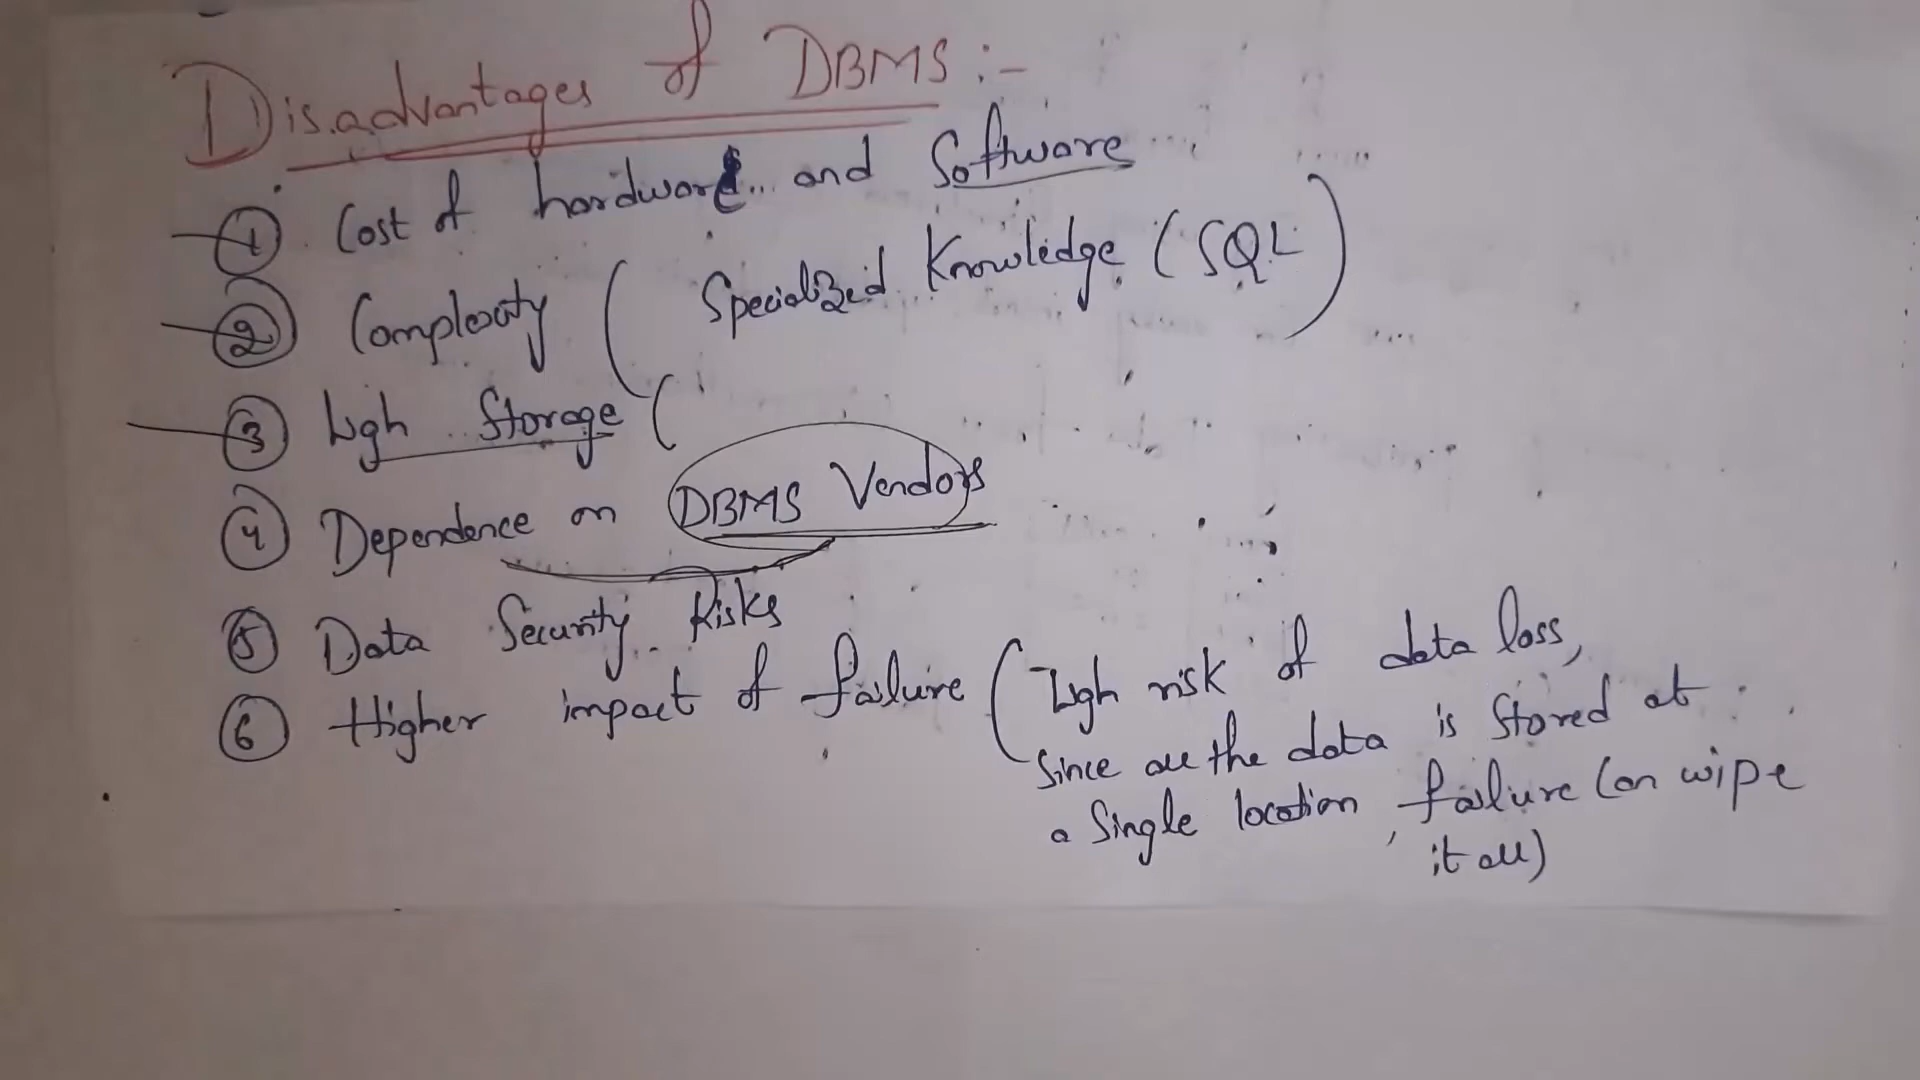 Disadvantages of DBMS :-
① Cost of hardware and Software
② Complexity ( Specialized Knowledge (SQL)
③ High Storage (
④ Dependence on DBMS Vendors
⑤ Data Security Risks
⑥ Higher impact of failure (High risk of data loss,
Since all the data is Stored at
a Single location, failure Can wipe
it all)